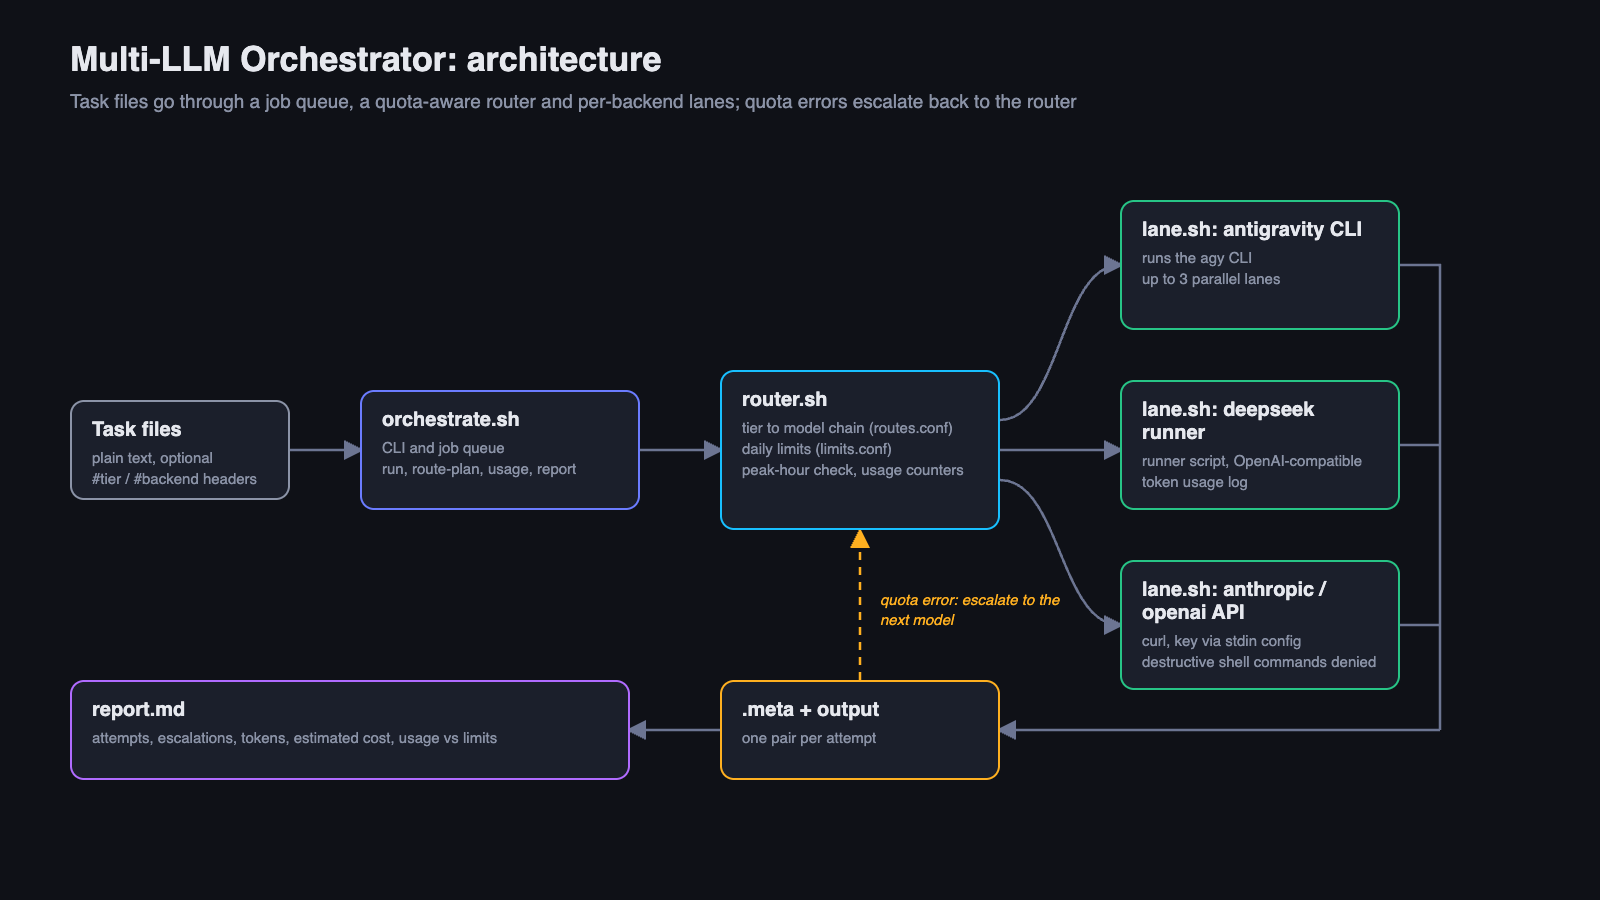 Multi-LLM Orchestrator: architecture
Task files go through a job queue, a quota-aware router and per-backend lanes; quota errors escalate back to the router
Task files
plain text, optional
#tier / #backend headers
orchestrate.sh
CLI and job queue
run, route-plan, usage, report
router.sh
tier to model chain (routes.conf)
daily limits (limits.conf)
peak-hour check, usage counters
lane.sh: antigravity CLI
runs the agy CLI
up to 3 parallel lanes
lane.sh: deepseek
runner
runner script, OpenAI-compatible
token usage log
lane.sh: anthropic /
openai API
curl, key via stdin config
destructive shell commands denied
quota error: escalate to the
next model
.meta + output
one pair per attempt
report.md
attempts, escalations, tokens, estimated cost, usage vs limits